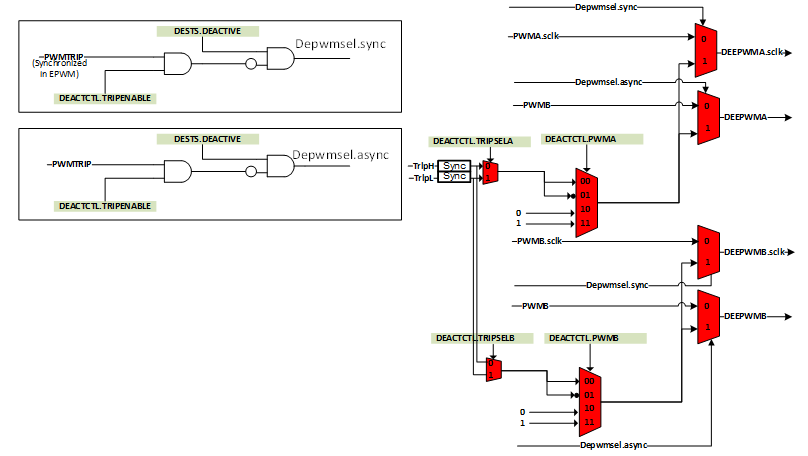 DESTS.DEACTIVE
Depwmsel.sync
PWMTRIP
(Synchronized
in EPWM)
DEACTCTL.TRIPENABLE
DESTS.DEACTIVE
Depwmsel.async
PWMTRIP
DEACTCTL.TRIPENABLE
Depwmsel.sync
PWMA.sclk
0
1
DEEPWMA.sclk
Depwmsel.async
PWMB
0
1
DEEPWMA
DEACTCTL.TRIPSELA
DEACTCTL.PWMA
TripH
Sync
TripL
Sync
0
1
00
01
10
11
0
1
PWMB.sclk
0
1
DEEPWMB.sclk
Depwmsel.sync
PWMB
0
1
DEEPWMB
DEACTCTL.TRIPSELB
DEACTCTL.PWMB
0
1
00
01
10
11
0
1
Depwmsel.async